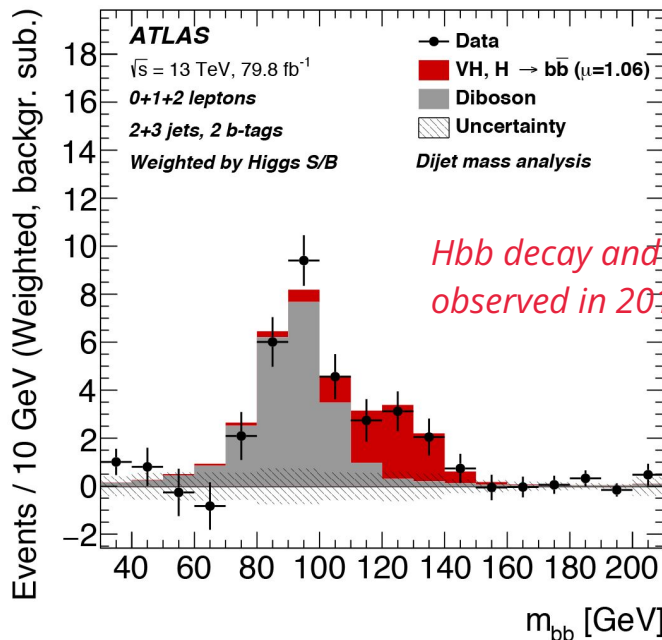 ATLAS
√s = 13 TeV, 79.8 fb⁻¹
0+1+2 leptons
2+3 jets, 2 b-tags
Weighted by Higgs S/B
Data
VH, H → bb̄ (μ=1.06)
Diboson
Uncertainty
Dijet mass analysis
Hbb decay and
observed in 201
Events / 10 GeV (Weighted, backgr. sub.)
18
16
14
12
10
8
6
4
2
0
−2
40 60 80 100 120 140 160 180 200
m_bb [GeV]